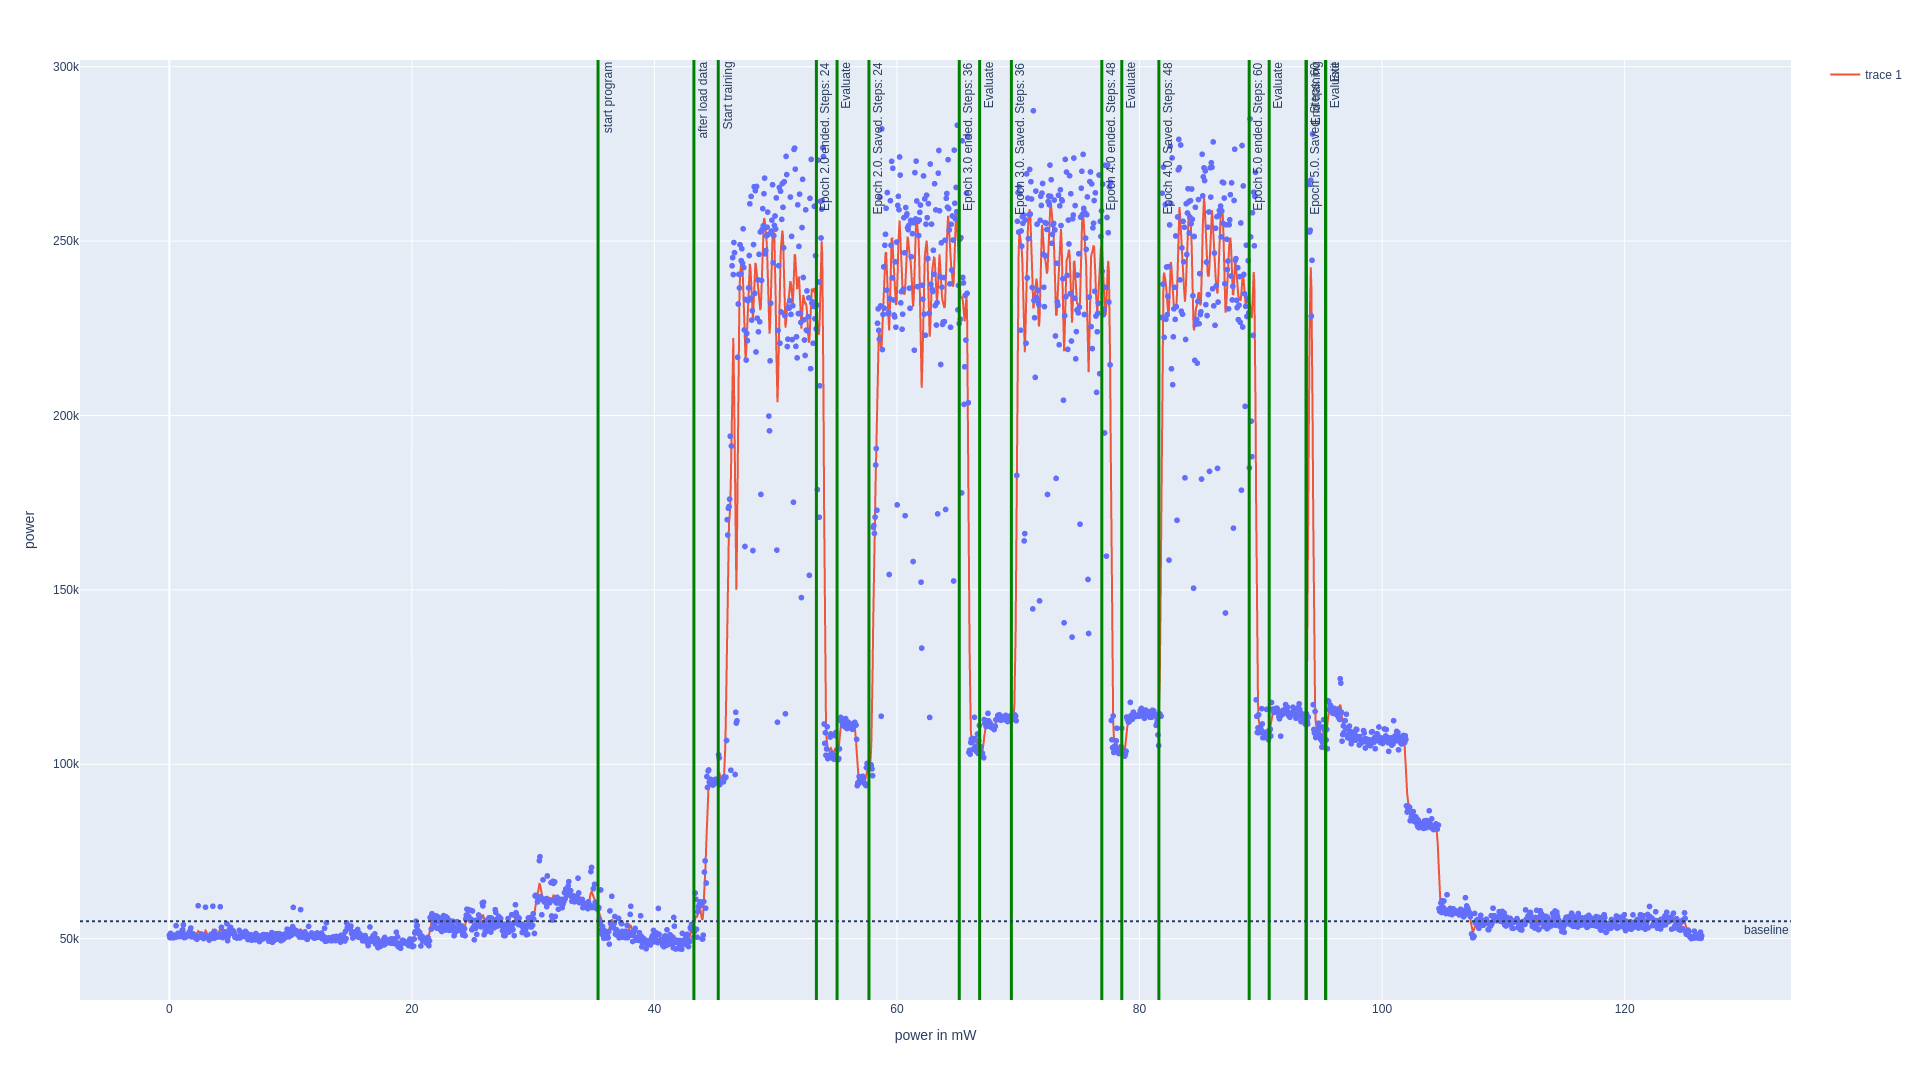 300k
250k
200k
150k
100k
50k
0
20
40
60
80
100
120
power
power in mW
baseline
trace 1
start program
after load data
Start training
Epoch 2.0 ended. Steps: 24
Evaluate
Epoch 2.0. Saved. Steps: 24
Epoch 3.0 ended. Steps: 36
Evaluate
Epoch 3.0. Saved. Steps: 36
Epoch 4.0 ended. Steps: 48
Evaluate
Epoch 4.0. Saved. Steps: 48
Epoch 5.0 ended. Steps: 60
Evaluate
Epoch 5.0. Saved. Steps: 60
Evaluate